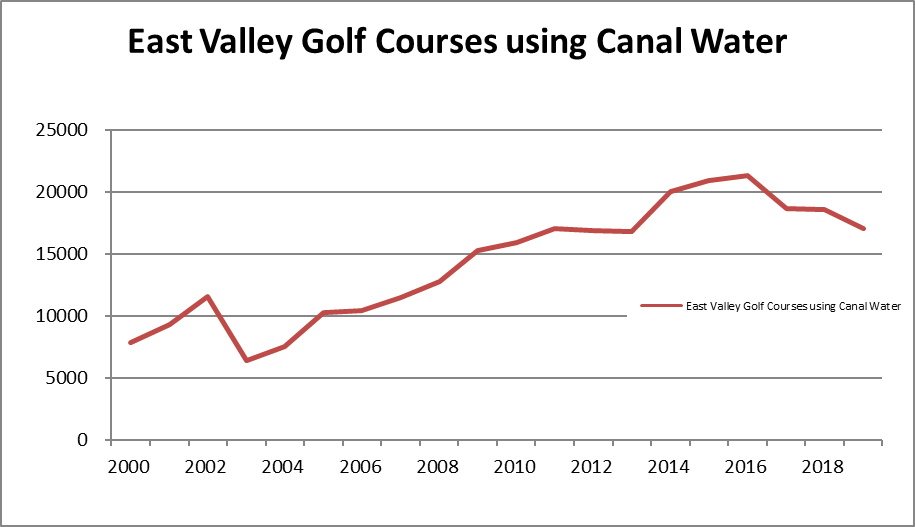 East Valley Golf Courses using Canal Water
25000
20000
15000
10000
5000
0
East Valley Golf Courses using Canal Water
2000 2002 2004 2006 2008 2010 2012 2014 2016 2018